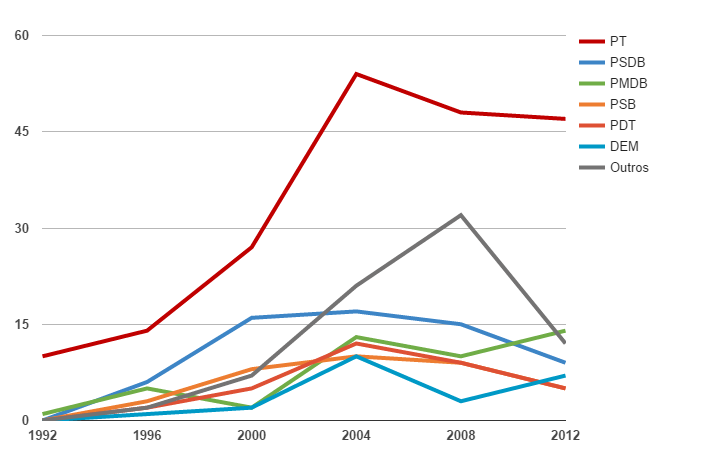 60
45
30
15
0
1992 1996 2000 2004 2008 2012
PT
PSDB
PMDB
PSB
PDT
DEM
Outros